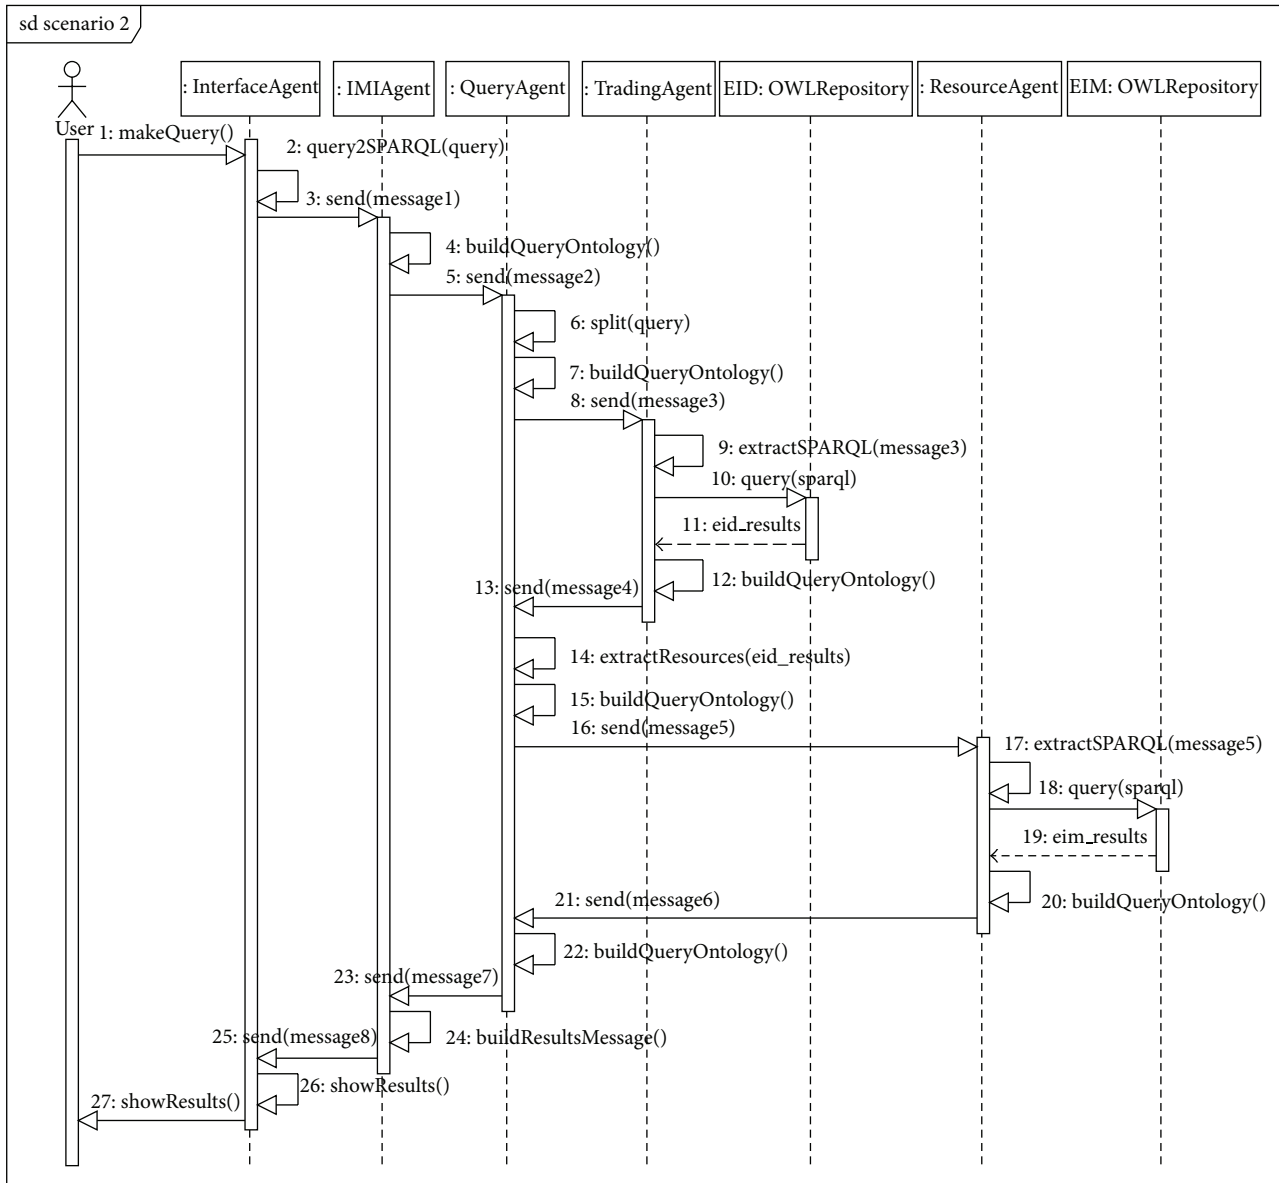 sd scenario 2
: InterfaceAgent
: IMIAgent
: QueryAgent
: TradingAgent
EID: OWLRepository
: ResourceAgent
EIM: OWLRepository
User
1: makeQuery()
2: query2SPARQL(query)
3: send(message1)
4: buildQueryOntology()
5: send(message2)
6: split(query)
7: buildQueryOntology()
8: send(message3)
9: extractSPARQL(message3)
10: query(sparql)
11: eid_results
12: buildQueryOntology()
13: send(message4)
14: extractResources(eid_results)
15: buildQueryOntology()
16: send(message5)
17: extractSPARQL(message5)
18: query(sparql)
19: eim_results
20: buildQueryOntology()
21: send(message6)
22: buildQueryOntology()
23: send(message7)
24: buildResultsMessage()
25: send(message8)
26: showResults()
27: showResults()